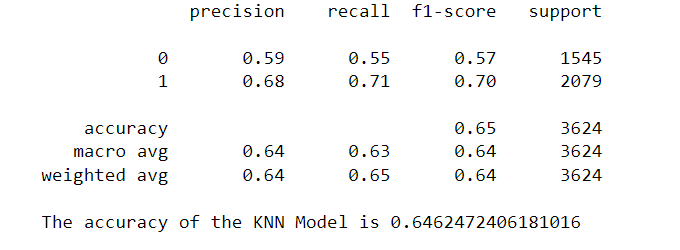 precision recall f1-score support
0 0.59 0.55 0.57 1545
1 0.68 0.71 0.70 2079
accuracy 0.65 3624
macro avg 0.64 0.63 0.64 3624
weighted avg 0.64 0.65 0.64 3624
The accuracy of the KNN Model is 0.6462472406181016